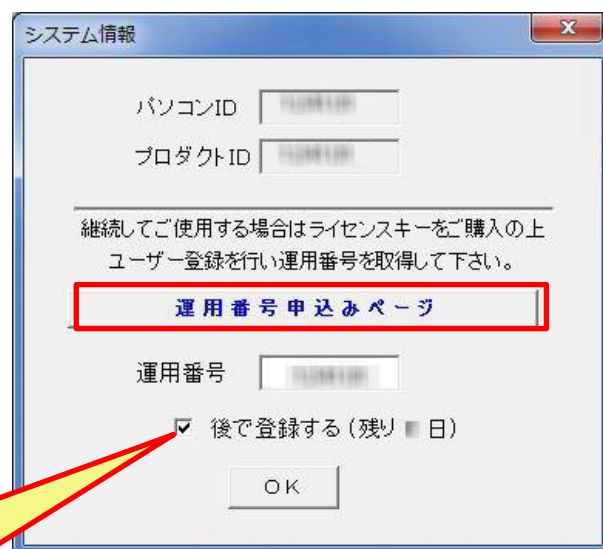 システム情報
パソコンID
プロダクトID
継続してご使用する場合はライセンスキーをご購入の上
ユーザー登録を行い運用番号を取得して下さい。
運用番号申込みページ
運用番号
後で登録する(残り 日)
OK